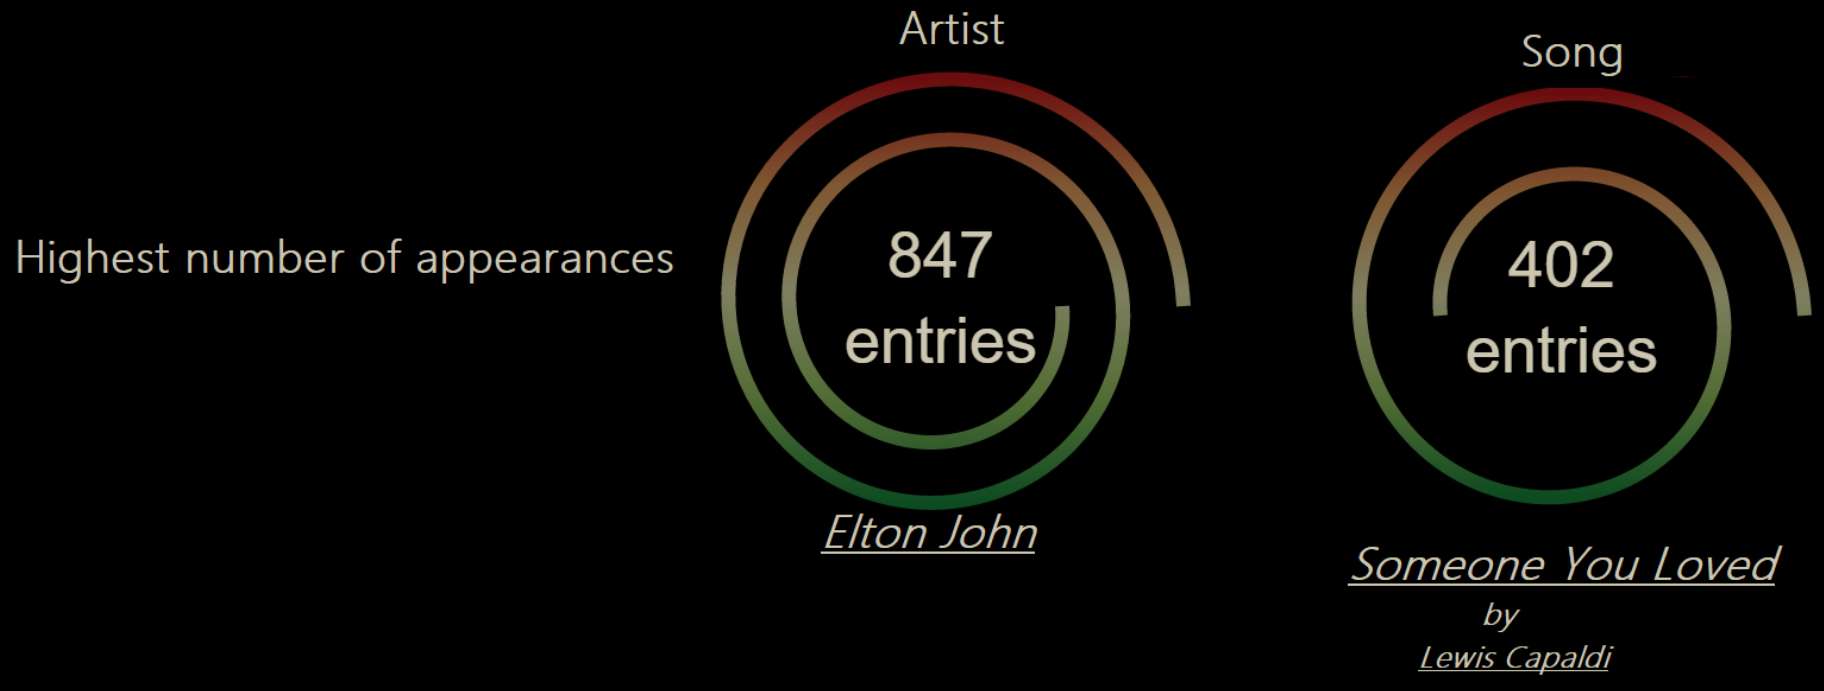 Artist
Song
Highest number of appearances
847
entries
402
entries
Elton John
Someone You Loved
by
Lewis Capaldi